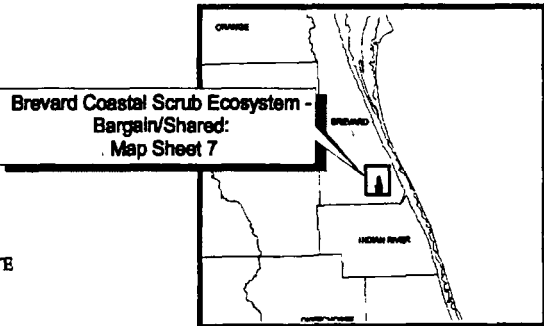 ORANGE
Brevard Coastal Scrub Ecosystem -
Bargain/Shared:
Map Sheet 7
BREVARD
INDIAN RIVER